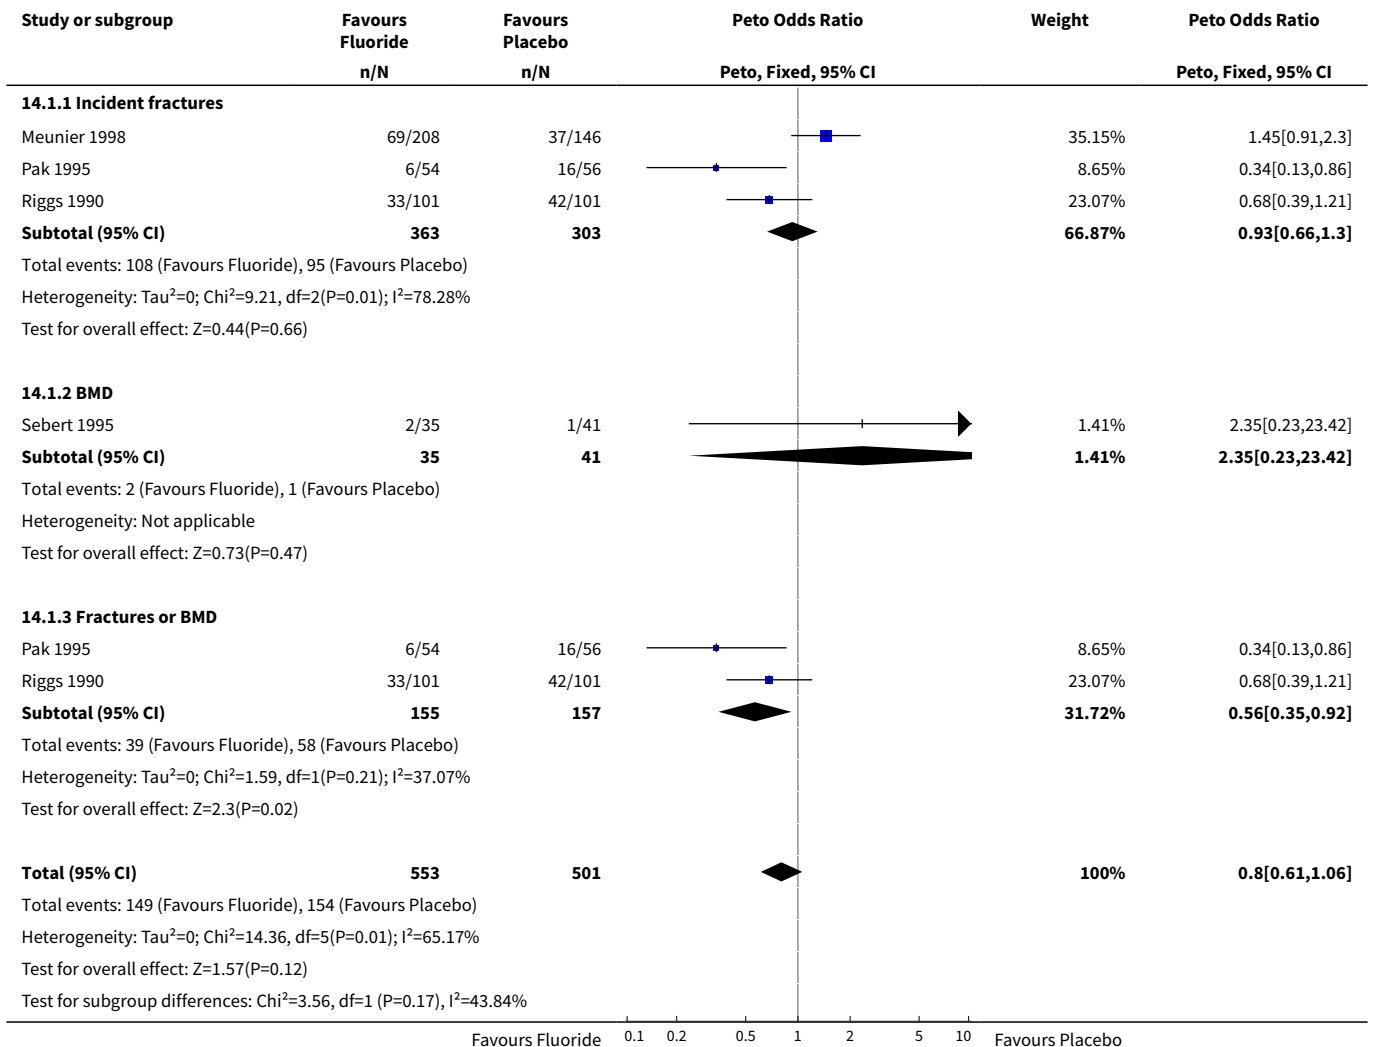 Study or subgroup Favours Fluoride Favours Placebo Peto Odds Ratio Weight Peto Odds Ratio
n/N n/N Peto, Fixed, 95% CI Peto, Fixed, 95% CI
14.1.1 Incident fractures
Meunier 1998 69/208 37/146 35.15% 1.45[0.91,2.3]
Pak 1995 6/54 16/56 8.65% 0.34[0.13,0.86]
Riggs 1990 33/101 42/101 23.07% 0.68[0.39,1.21]
Subtotal (95% CI) 363 303 66.87% 0.93[0.66,1.3]
Total events: 108 (Favours Fluoride), 95 (Favours Placebo)
Heterogeneity: Tau²=0; Chi²=9.21, df=2(P=0.01); I²=78.28%
Test for overall effect: Z=0.44(P=0.66)
14.1.2 BMD
Sebert 1995 2/35 1/41 1.41% 2.35[0.23,23.42]
Subtotal (95% CI) 35 41 1.41% 2.35[0.23,23.42]
Total events: 2 (Favours Fluoride), 1 (Favours Placebo)
Heterogeneity: Not applicable
Test for overall effect: Z=0.73(P=0.47)
14.1.3 Fractures or BMD
Pak 1995 6/54 16/56 8.65% 0.34[0.13,0.86]
Riggs 1990 33/101 42/101 23.07% 0.68[0.39,1.21]
Subtotal (95% CI) 155 157 31.72% 0.56[0.35,0.92]
Total events: 39 (Favours Fluoride), 58 (Favours Placebo)
Heterogeneity: Tau²=0; Chi²=1.59, df=1(P=0.21); I²=37.07%
Test for overall effect: Z=2.3(P=0.02)
Total (95% CI) 553 501 100% 0.8[0.61,1.06]
Total events: 149 (Favours Fluoride), 154 (Favours Placebo)
Heterogeneity: Tau²=0; Chi²=14.36, df=5(P=0.01); I²=65.17%
Test for overall effect: Z=1.57(P=0.12)
Test for subgroup differences: Chi²=3.56, df=1 (P=0.17), I²=43.84%
Favours Fluoride 0.1 0.2 0.5 1 2 5 10 Favours Placebo